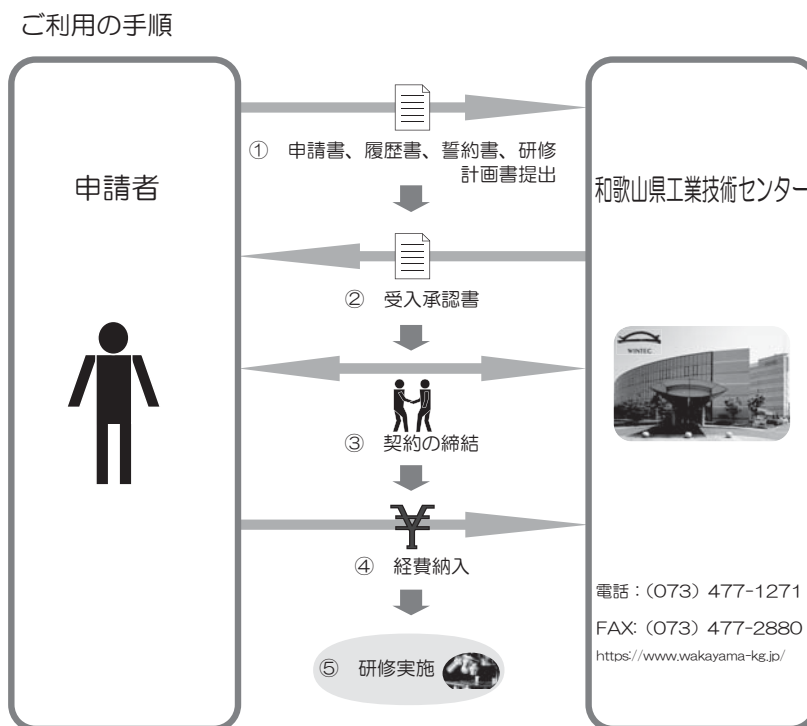 ご利用の手順
申請者
① 申請書、履歴書、誓約書、研修
計画書提出
② 受入承認書
③ 契約の締結
¥
④ 経費納入
⑤ 研修実施
和歌山県工業技術センター
WINTEC
電話：(073) 477-1271
FAX: (073) 477-2880
https://www.wakayama-kg.jp/